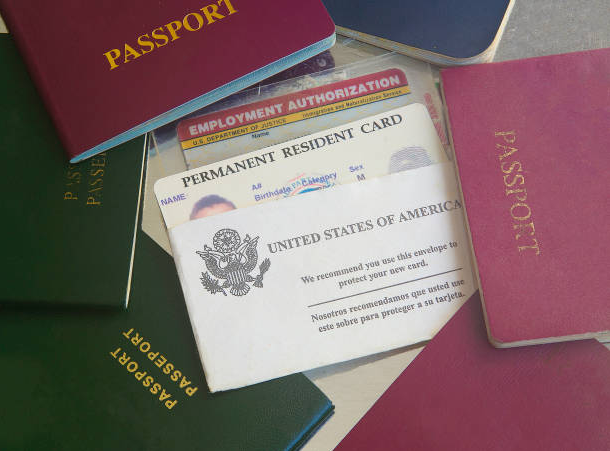 PASSPORT
EMPLOYMENT AUTHORIZATION
U.S. DEPARTMENT OF JUSTICE Immigration and Naturalization Service
Name
PERMANENT RESIDENT CARD
NAME A# 
Birthdate Category Sex
M
UNITED STATES OF AMERICA
We recommend you use this envelope to
protect your new card.
Nosotros recomendamos que usted use
este sobre para proteger a su tarjeta.
PASSPORT
PASSEPORT
PASSPORT